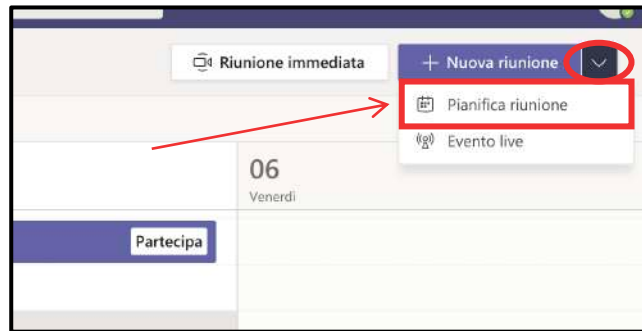 Riunione immediata
+ Nuova riunione
Pianifica riunione
Evento live
06
Venerdì
Partecipa